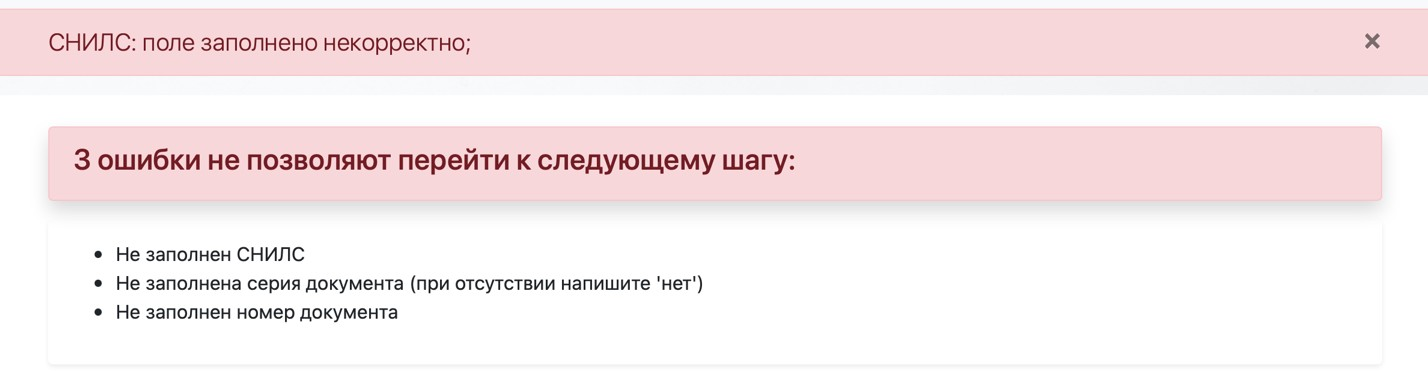 СНИЛС: поле заполнено некорректно;
3 ошибки не позволяют перейти к следующему шагу:
Не заполнен СНИЛС
Не заполнена серия документа (при отсутствии напишите 'нет')
Не заполнен номер документа